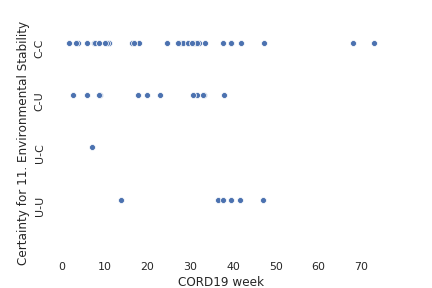 Certainty for 11. Environmental Stability
C-C
C-U
U-C
U-U
0 10 20 30 40 50 60 70
CORD19 week